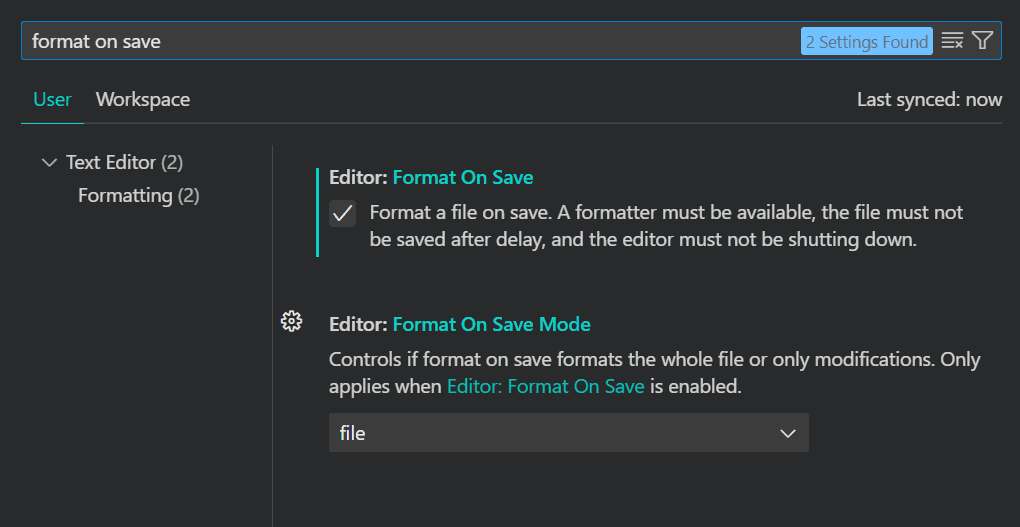 format on save
2 Settings Found
User
Workspace
Last synced: now
Text Editor (2)
Formatting (2)
Editor: Format On Save
Format a file on save. A formatter must be available, the file must not
be saved after delay, and the editor must not be shutting down.
Editor: Format On Save Mode
Controls if format on save formats the whole file or only modifications. Only
applies when Editor: Format On Save is enabled.
file